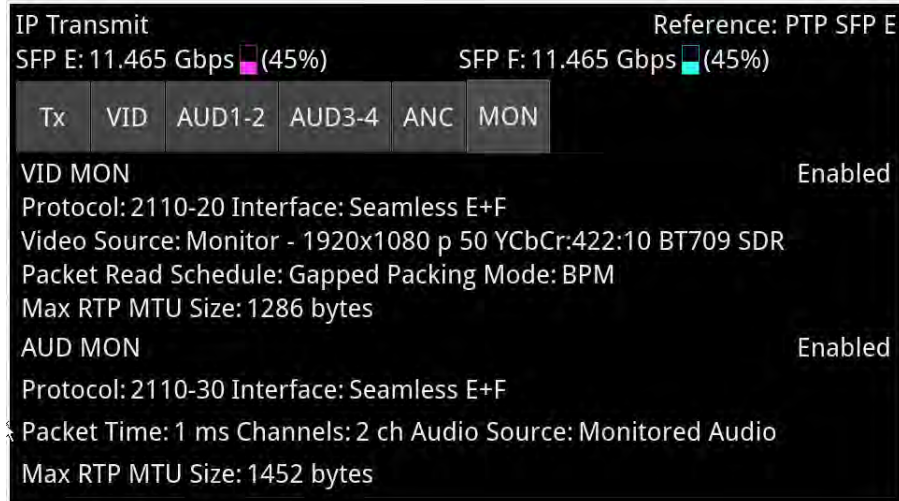 IP Transmit Reference: PTP SFP E
SFP E: 11.465 Gbps (45%) SFP F: 11.465 Gbps (45%)
Tx VID AUD1-2 AUD3-4 ANC MON
VID MON Enabled
Protocol: 2110-20 Interface: Seamless E+F
Video Source: Monitor - 1920x1080 p 50 YCbCr:422:10 BT709 SDR
Packet Read Schedule: Gapped Packing Mode: BPM
Max RTP MTU Size: 1286 bytes
AUD MON Enabled
Protocol: 2110-30 Interface: Seamless E+F
Packet Time: 1 ms Channels: 2 ch Audio Source: Monitored Audio
Max RTP MTU Size: 1452 bytes